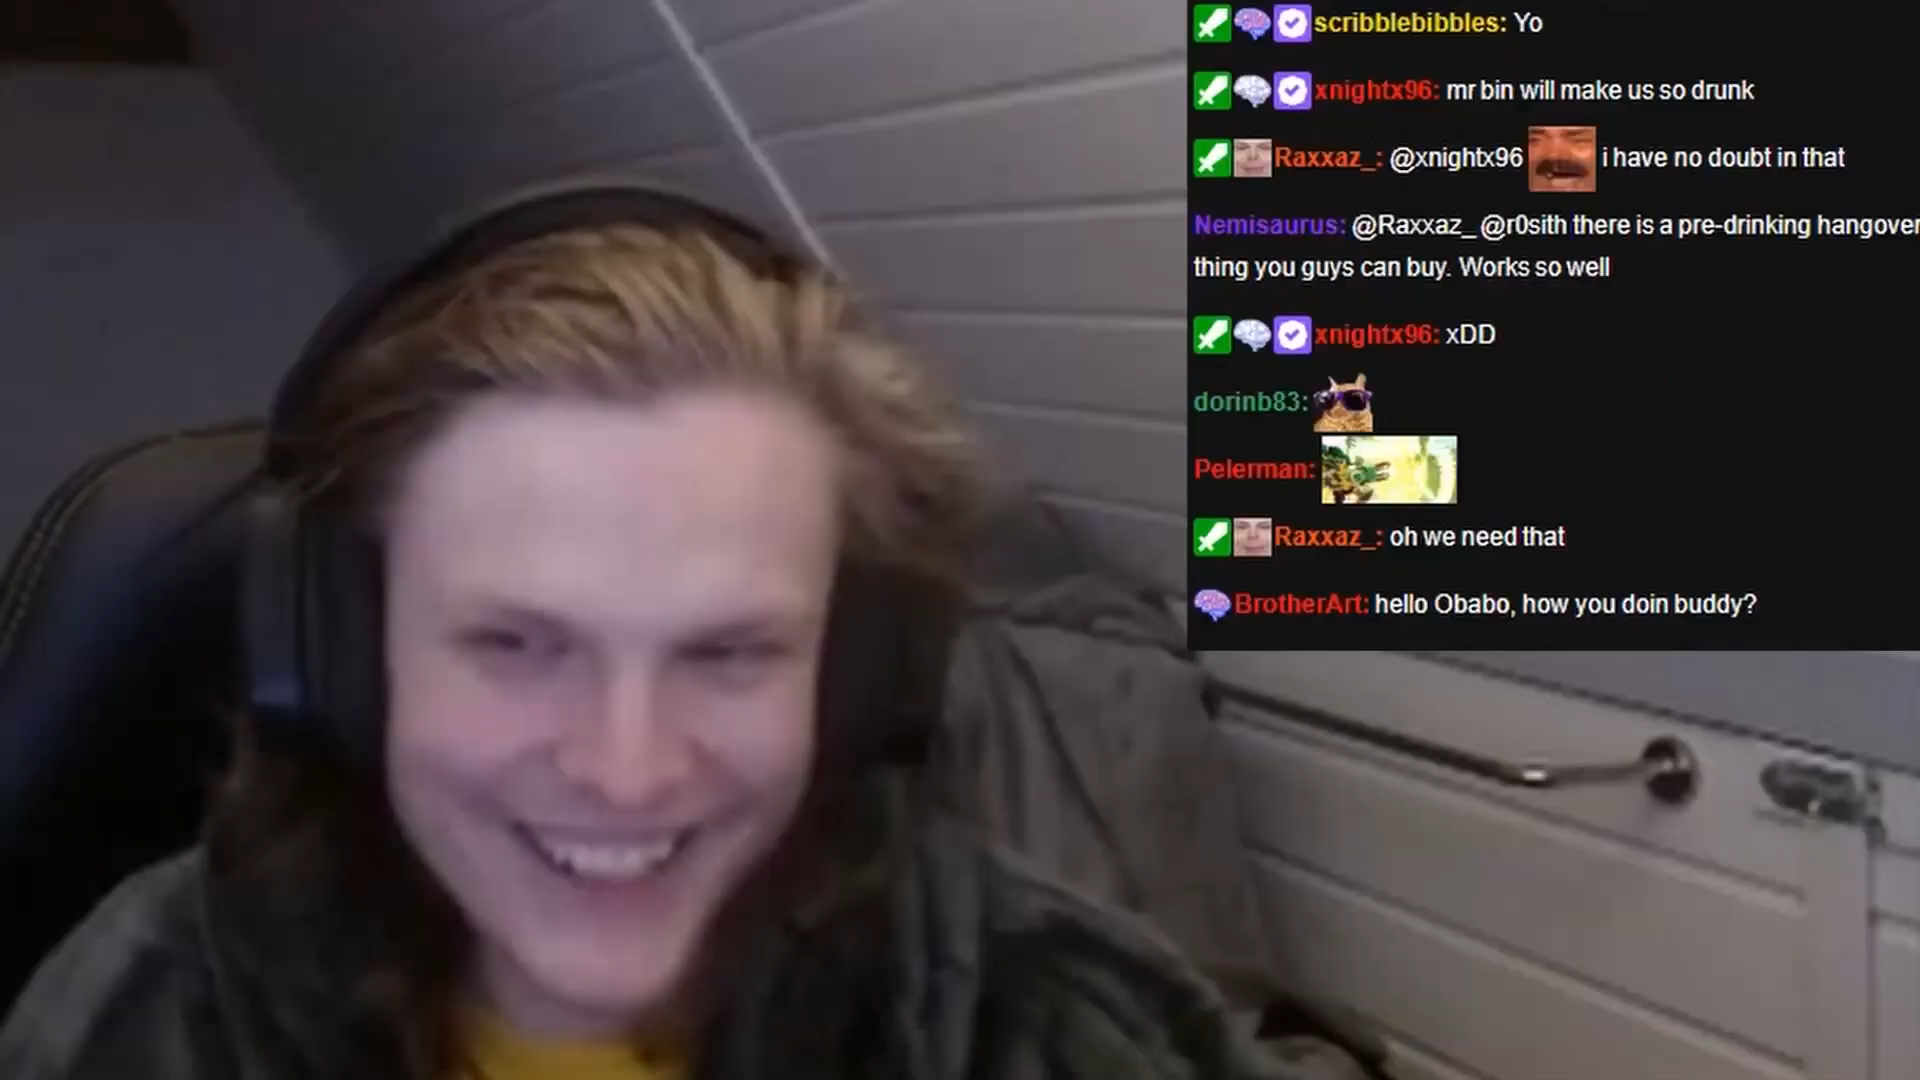 scribblebibbles: Yo
xnightx96: mr bin will make us so drunk
Raxxaz_: @xnightx96 i have no doubt in that
Nemisaurus: @Raxxaz_ @r0sith there is a pre-drinking hangover
thing you guys can buy. Works so well
xnightx96: xDD
dorinb83:
Pelerman:
Raxxaz_: oh we need that
BrotherArt: hello Obabo, how you doin buddy?